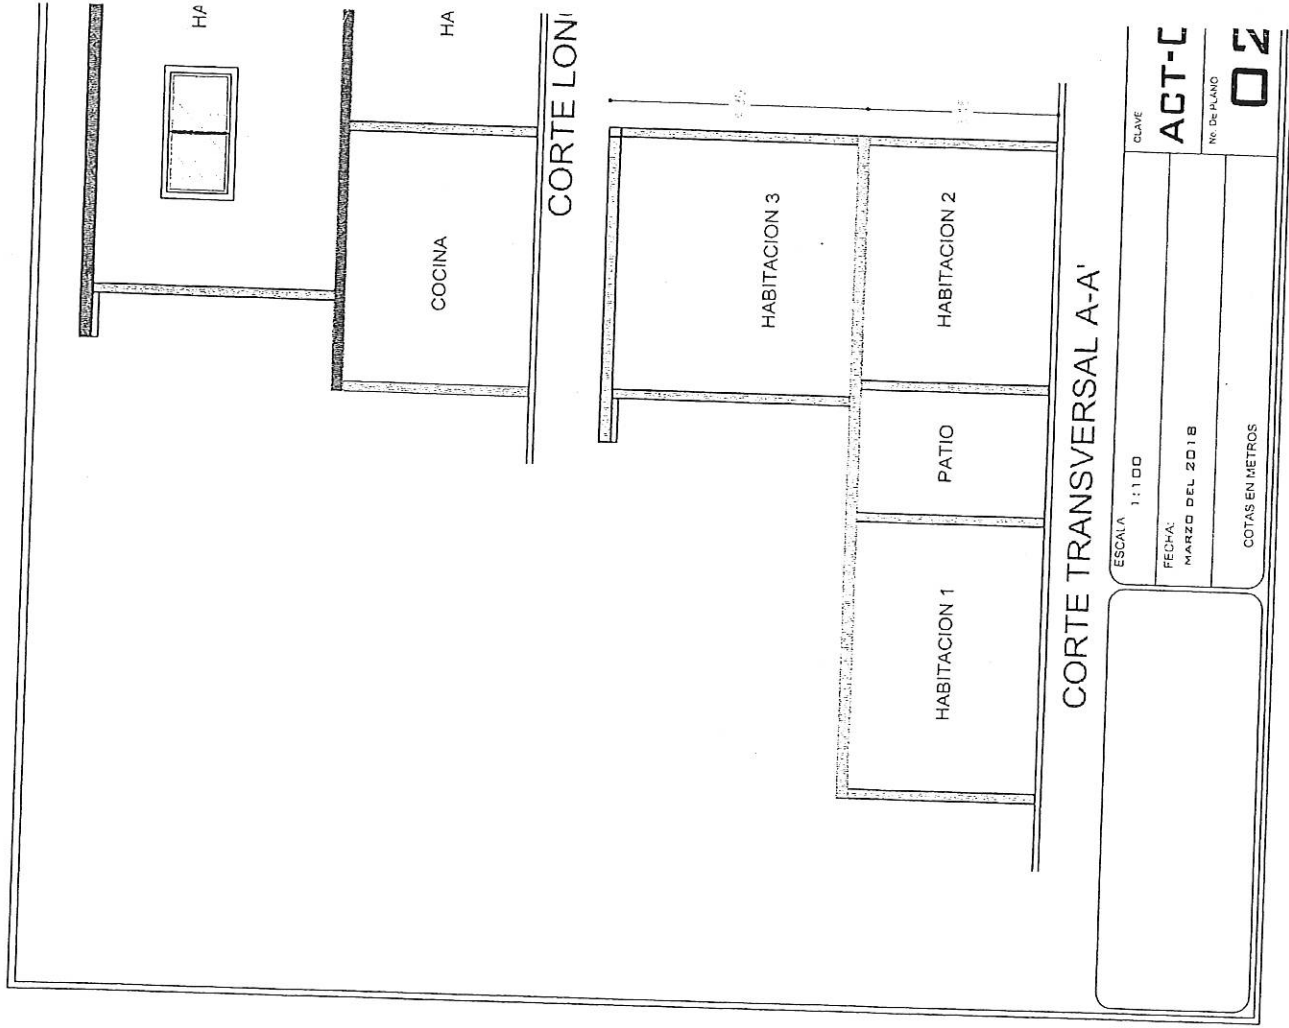 HA
HA
COCINA
CORTE LON
HABITACION 3
HABITACION 2
PATIO
HABITACION 1
CORTE TRANSVERSAL A-A'
ESCALA
1:100
FECHA:
MARZO DEL 2018
COTAS EN METROS
CLAVE
ACT-
No. DE PLANO
02